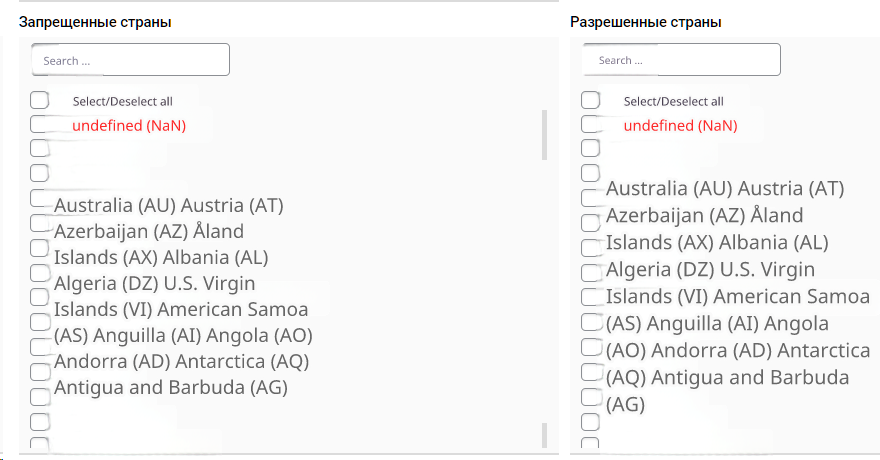 Запрещенные страны
Search ...
Select/Deselect all
undefined (NaN)
Australia (AU) Austria (AT)
Azerbaijan (AZ) Åland
Islands (AX) Albania (AL)
Algeria (DZ) U.S. Virgin
Islands (VI) American Samoa
(AS) Anguilla (AI) Angola (AO)
Andorra (AD) Antarctica (AQ)
Antigua and Barbuda (AG)
Разрешенные страны
Search ...
Select/Deselect all
undefined (NaN)
Australia (AU) Austria (AT)
Azerbaijan (AZ) Åland
Islands (AX) Albania (AL)
Algeria (DZ) U.S. Virgin
Islands (VI) American Samoa
(AS) Anguilla (AI) Angola
(AO) Andorra (AD) Antarctica
(AQ) Antigua and Barbuda
(AG)